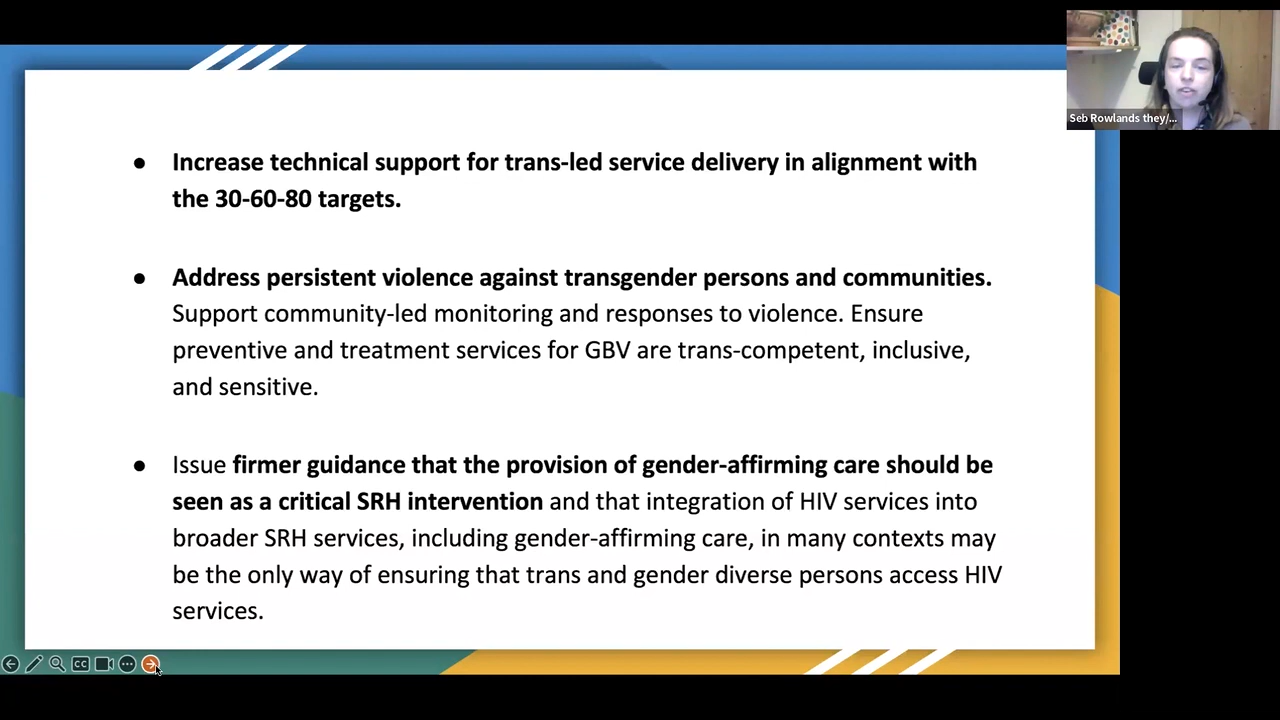 Seb Rowlands they/...
● Increase technical support for trans-led service delivery in alignment with
the 30-60-80 targets.
● Address persistent violence against transgender persons and communities.
Support community-led monitoring and responses to violence. Ensure
preventive and treatment services for GBV are trans-competent, inclusive,
and sensitive.
● Issue firmer guidance that the provision of gender-affirming care should be
seen as a critical SRH intervention and that integration of HIV services into
broader SRH services, including gender-affirming care, in many contexts may
be the only way of ensuring that trans and gender diverse persons access HIV
services.
CC